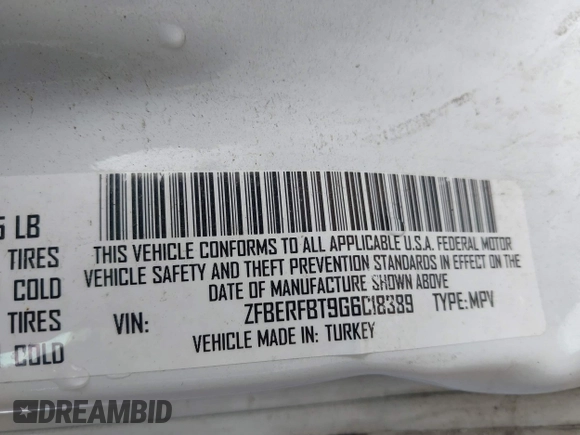 5 LB
TIRES
COLD
TIRES
COLD
THIS VEHICLE CONFORMS TO ALL APPLICABLE U.S.A. FEDERAL MOTOR
VEHICLE SAFETY AND THEFT PREVENTION STANDARDS IN EFFECT ON THE
DATE OF MANUFACTURE SHOWN ABOVE.
VIN: ZFBERFBT9G6C18389 TYPE: MPV
VEHICLE MADE IN: TURKEY
DREAMBID